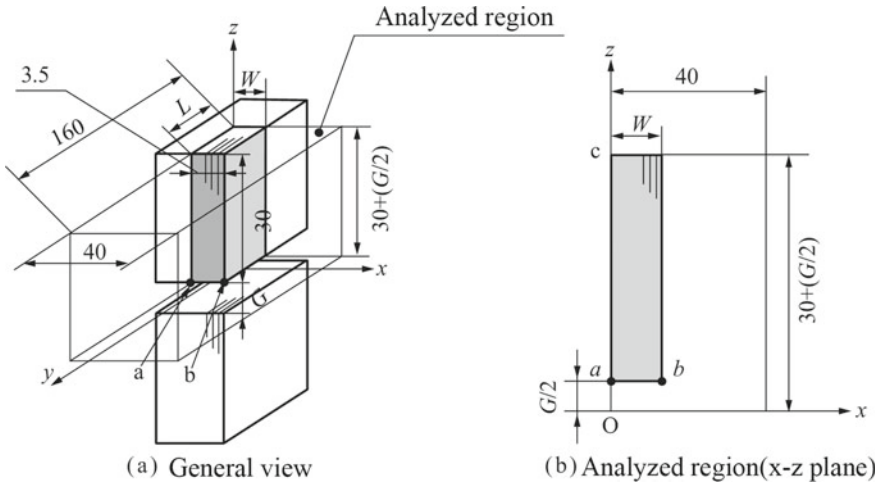 Analyzed region
z
3.5
W
L
160
30
30+(G/2)
40
x
G
y
a
b
(a) General view
z
40
W
c
30+(G/2)
a
b
G/2
O
x
(b) Analyzed region(x-z plane)